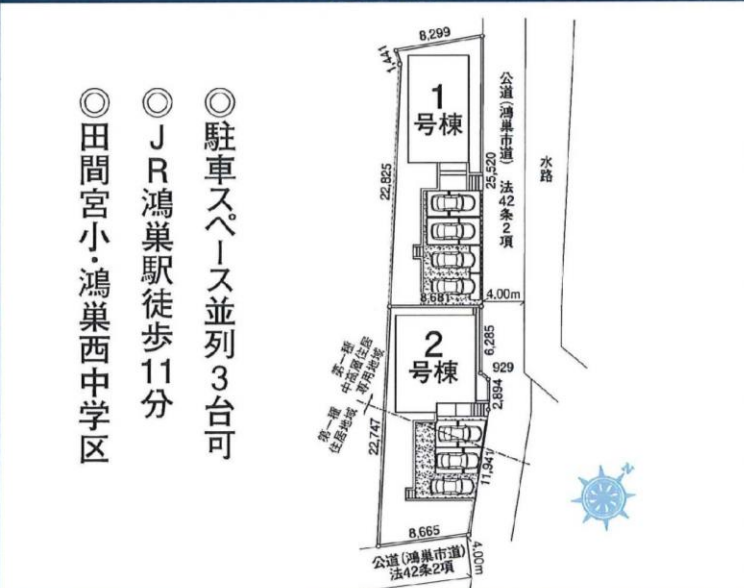 ◎駐車スペース並列3台可
◎JR鴻巣駅徒歩11分
◎田間宮小・鴻巣西中学区
8,299
1,441
1
号棟
22,825
25,520
公道(鴻巣市道) 法42条2項
水路
8,681
4.00m
2
号棟
6,285
929
2,894
第一種
中高層住居
専用地域
第一種
住居地域
22,747
11,941
8,665
4.00m
公道(鴻巣市道)
法42条2項
N